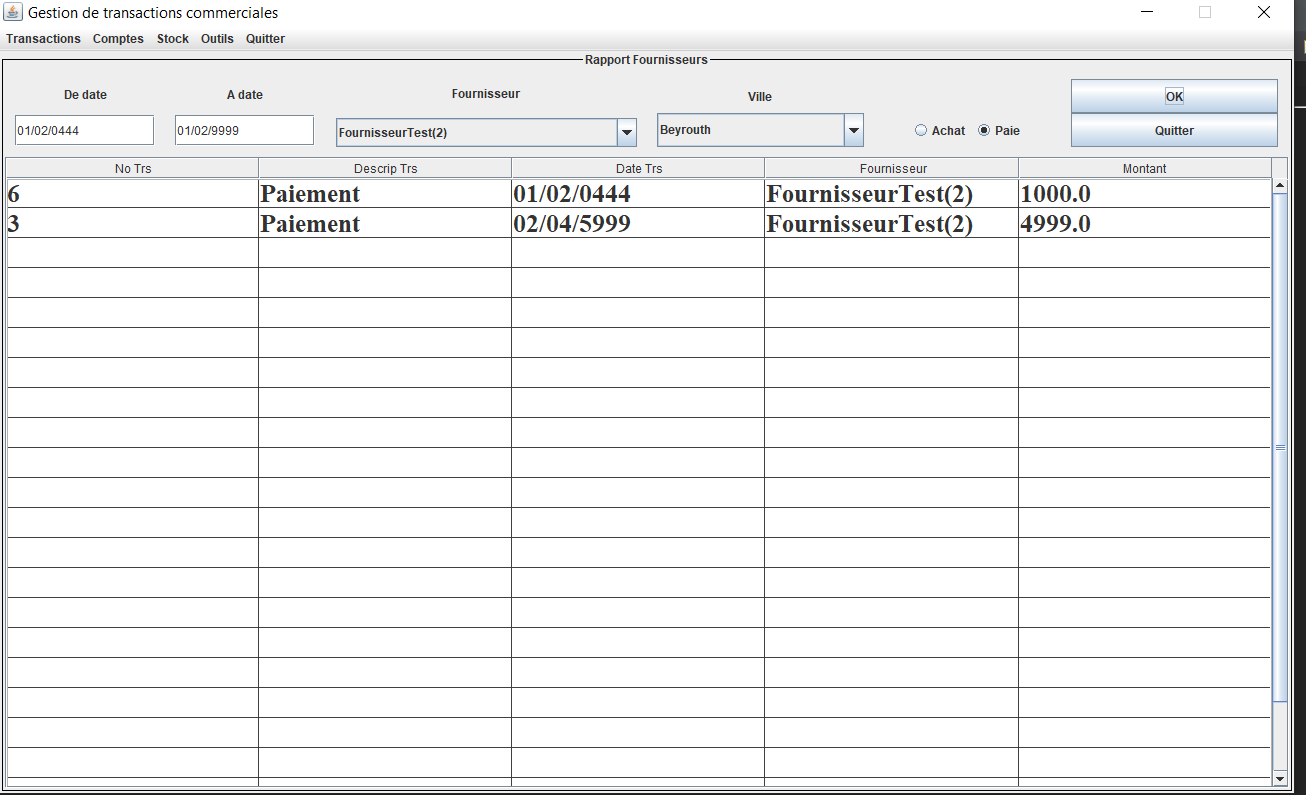 Gestion de transactions commerciales
Transactions Comptes Stock Outils Quitter
Rapport Fournisseurs
De date A date Fournisseur Ville
OK
01/02/0444 01/02/9999 FournisseurTest(2) Beyrouth Achat Paie
Quitter
No Trs Descrip Trs Date Trs Fournisseur Montant
6 Paiement 01/02/0444 FournisseurTest(2) 1000.0
3 Paiement 02/04/5999 FournisseurTest(2) 4999.0